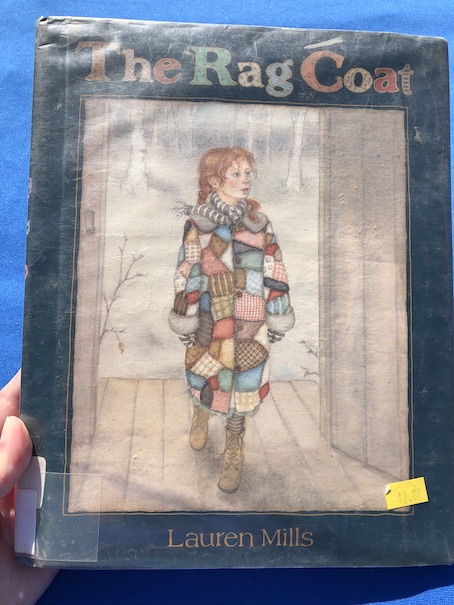 The Rag Coat
Lauren Mills